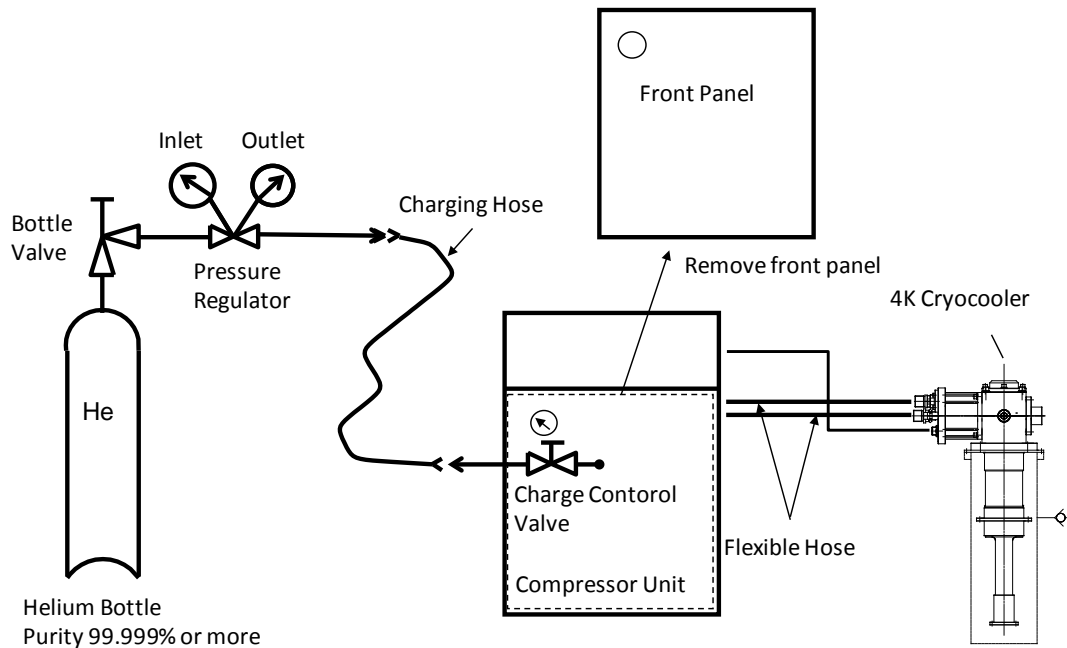 Front Panel
Inlet
Outlet
Charging Hose
Bottle
Valve
Pressure
Regulator
Remove front panel
4K Cryocooler
He
Charge Contorol
Valve
Flexible Hose
Compressor Unit
Helium Bottle
Purity 99.999% or more